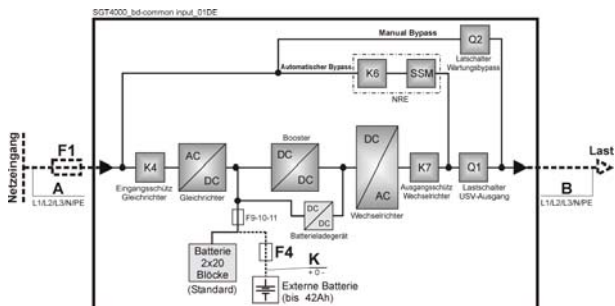 SGT4000_bd-common input_01DE
Manual Bypass
Q2
Latschalter
Wartungsbypass
Automatischer Bypass
K6
SSM
NRE
Netzeingang
F1
A
L1/L2/L3/N/PE
K4
Eingangsschütz
Gleichrichter
AC
DC
Gleichrichter
Booster
DC
DC
DC
AC
Wechselrichter
K7
Ausgangsschütz
Wechselrichter
Q1
Lastschalter
USV-Ausgang
Last
B
L1/L2/L3/N/PE
F9-10-11
DC
DC
Batterieladegerät
Batterie
2x20
Blöcke
(Standard)
F4
K
+ 0 -
Externe Batterie
(bis 42Ah)